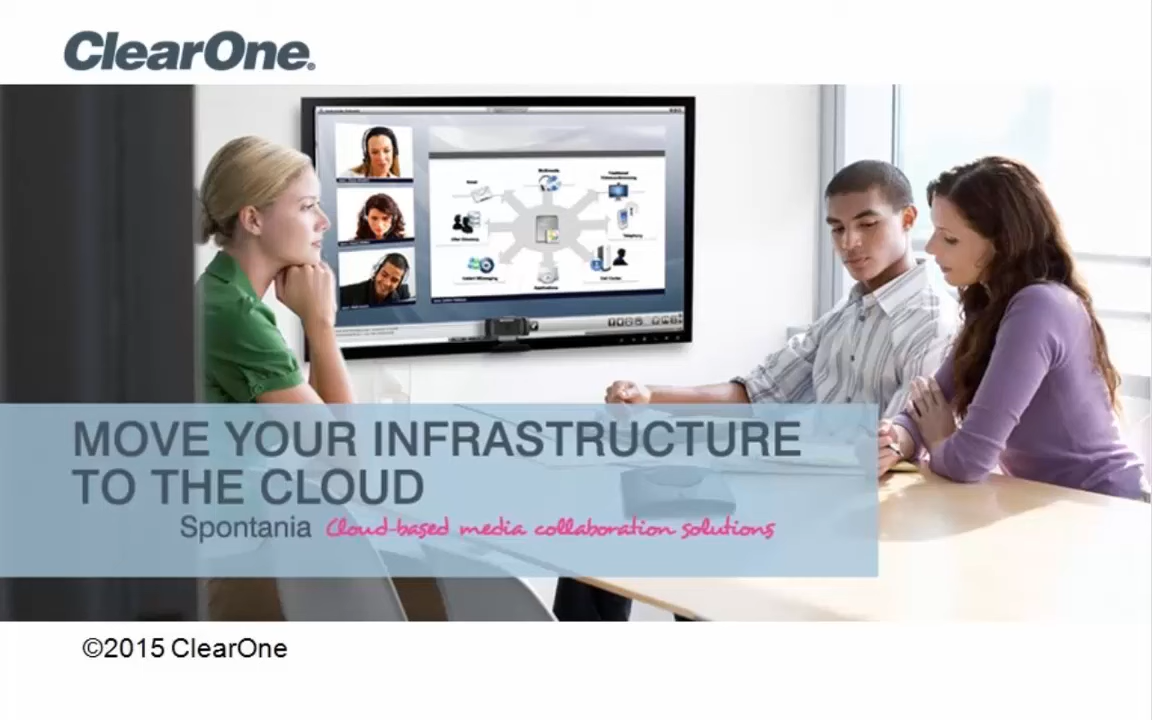 ClearOne®
MOVE YOUR INFRASTRUCTURE
TO THE CLOUD
Spontania Cloud-based media collaboration solutions
©2015 ClearOne